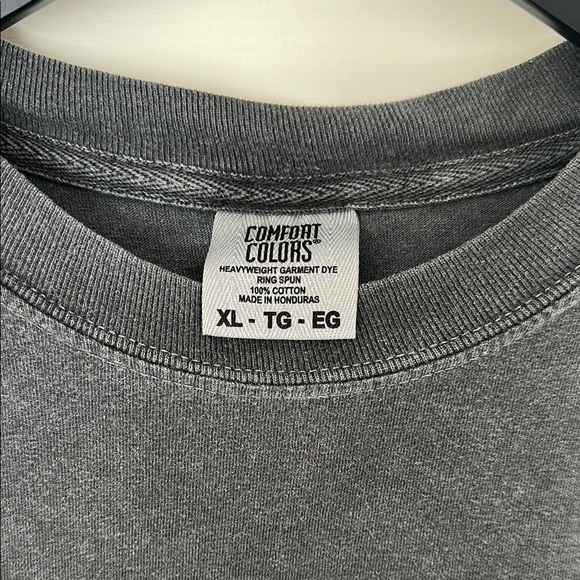 COMFORT
COLORS®
HEAVYWEIGHT GARMENT DYE
RING SPUN
100% COTTON
MADE IN HONDURAS
XL - TG - EG